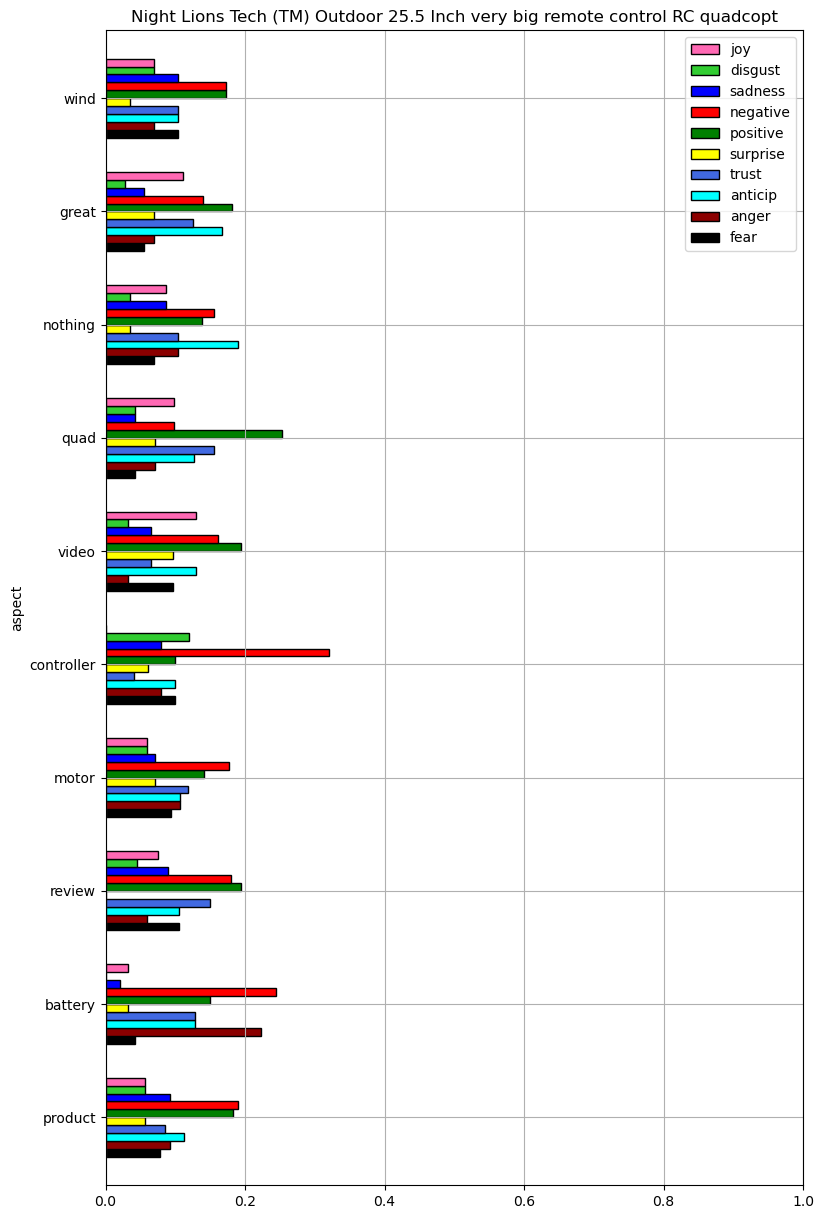 Night Lions Tech (TM) Outdoor 25.5 Inch very big remote control RC quadcopt
joy
disgust
sadness
negative
positive
surprise
trust
anticip
anger
fear
wind
great
nothing
quad
video
controller
motor
review
battery
product
aspect
0.0 0.2 0.4 0.6 0.8 1.0